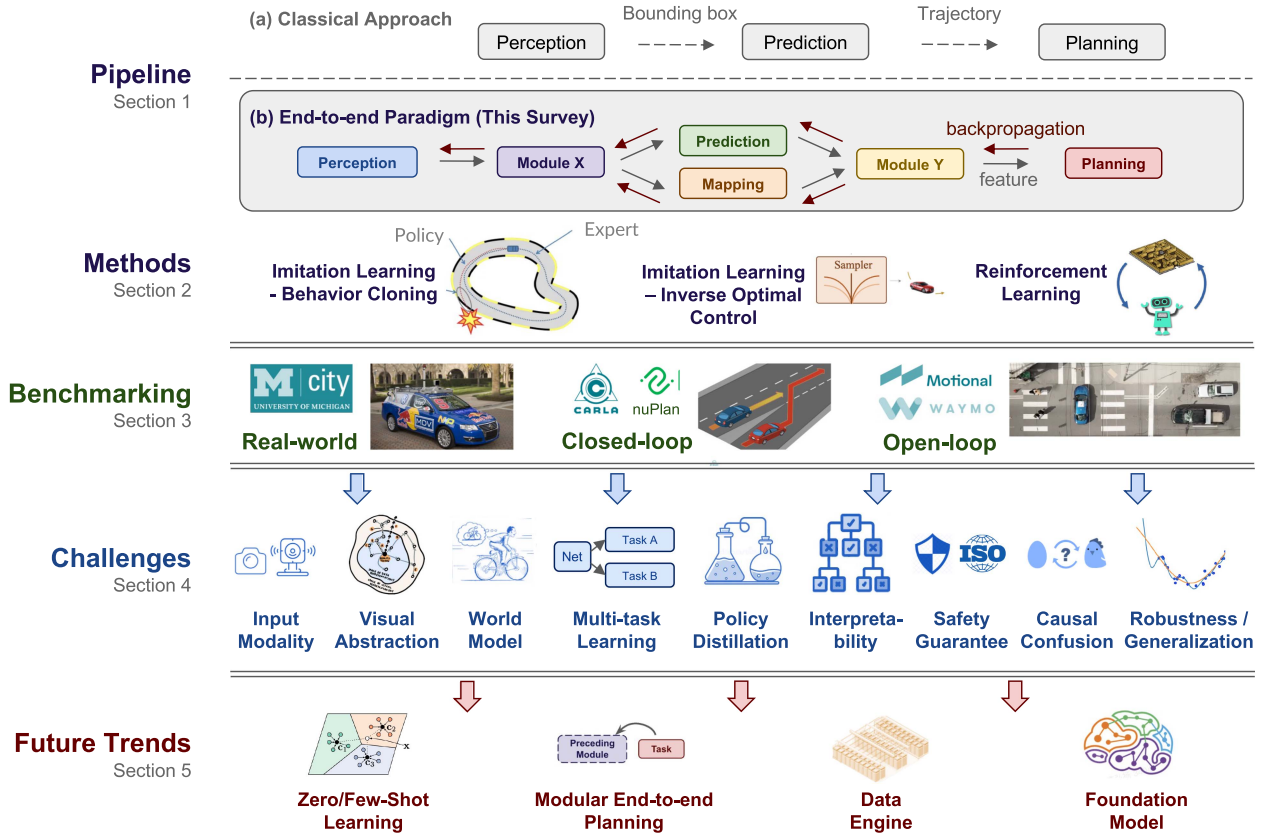 (a) Classical Approach
Bounding box
Trajectory
Perception
Prediction
Planning
Pipeline
Section 1
(b) End-to-end Paradigm (This Survey)
backpropagation
Perception
Module X
Prediction
Mapping
Module Y
feature
Planning
Methods
Section 2
Policy
Expert
Imitation Learning
- Behavior Cloning
Imitation Learning
– Inverse Optimal
Control
Sampler
Reinforcement
Learning
Benchmarking
Section 3
M city
UNIVERSITY OF MICHIGAN
MDV
Real-world
CARLA
nuPlan
Closed-loop
Motional
WAYMO
Open-loop
Challenges
Section 4
Net
Task A
Task B
ISO
?
Input
Modality
Visual
Abstraction
World
Model
Multi-task
Learning
Policy
Distillation
Interpreta-
bility
Safety
Guarantee
Causal
Confusion
Robustness /
Generalization
Future Trends
Section 5
C1
C2
C3
x
Preceding
Module
Task
Zero/Few-Shot
Learning
Modular End-to-end
Planning
Data
Engine
Foundation
Model